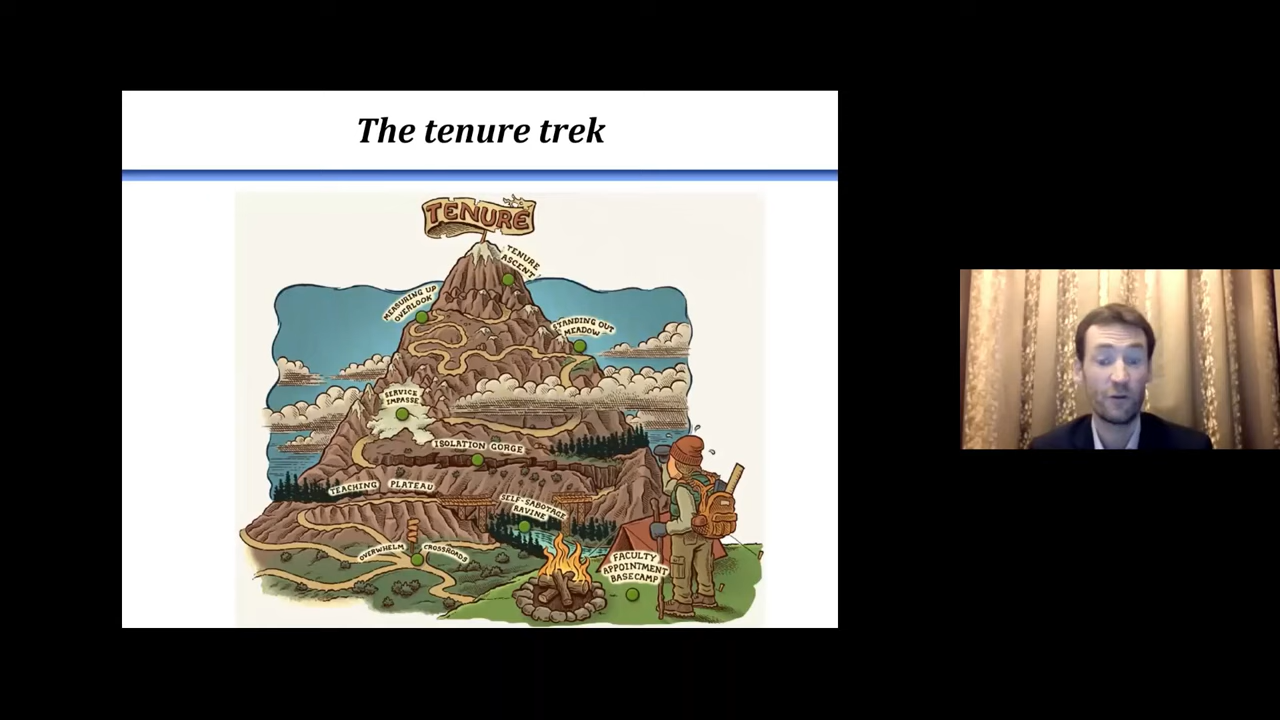 The tenure trek
TENURE
TENURE
ASCENT
MEASURING UP
OVERLOOK
STANDING OUT
MEADOW
SERVICE
IMPASSE
ISOLATION GORGE
TEACHING PLATEAU
SELF-SABOTAGE
RAVINE
OVERWHELM CROSSROADS
FACULTY
APPOINTMENT
BASECAMP